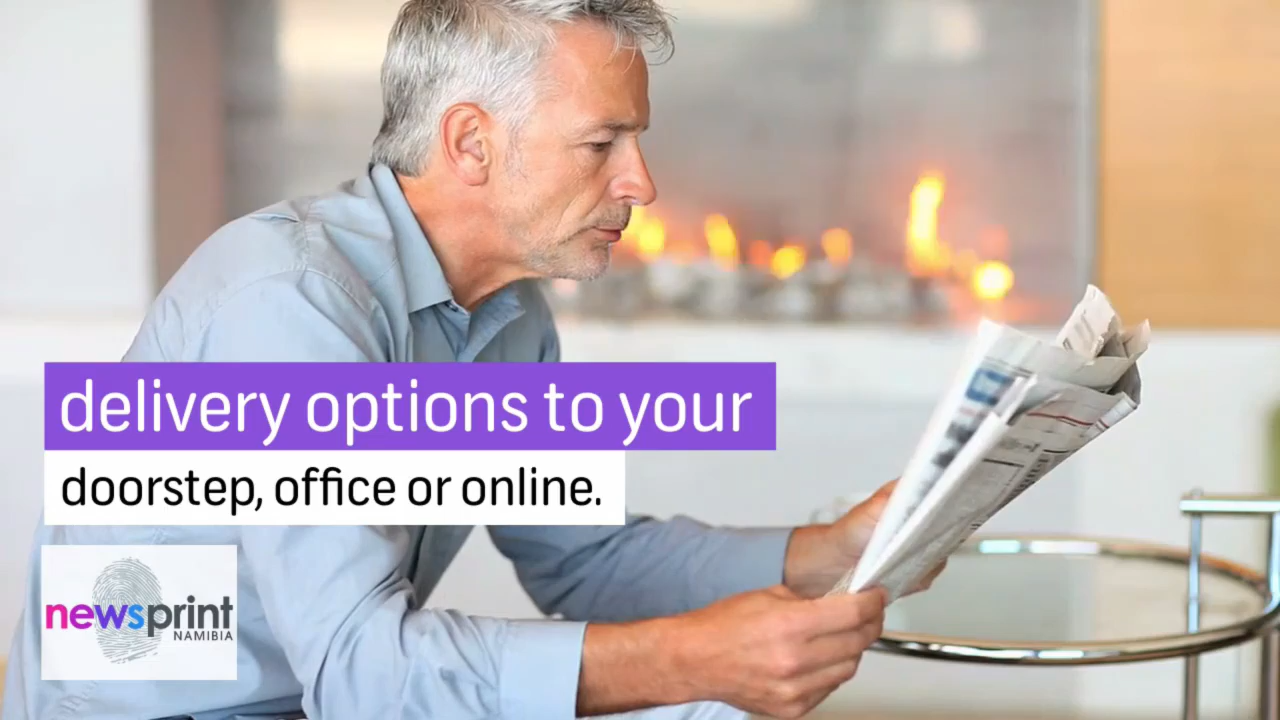 delivery options to your
doorstep, office or online.
newsprint
NAMIBIA